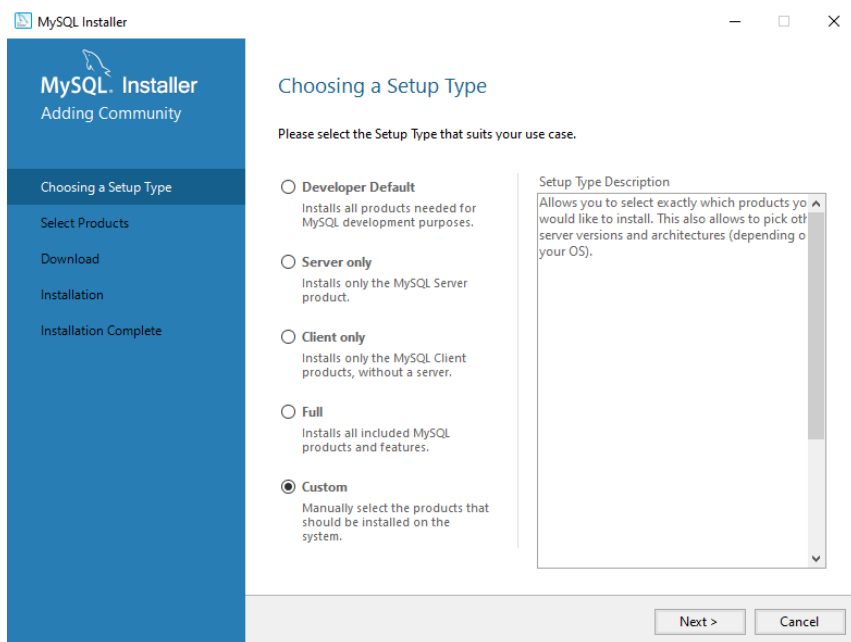 MySQL Installer
MySQL. Installer
Adding Community
Choosing a Setup Type
Select Products
Download
Installation
Installation Complete
Choosing a Setup Type
Please select the Setup Type that suits your use case.
Developer Default
Installs all products needed for
MySQL development purposes.
Server only
Installs only the MySQL Server
product.
Client only
Installs only the MySQL Client
products, without a server.
Full
Installs all included MySQL
products and features.
Custom
Manually select the products that
should be installed on the
system.
Setup Type Description
Allows you to select exactly which products yo
would like to install. This also allows to pick oth
server versions and architectures (depending o
your OS).
Next >
Cancel